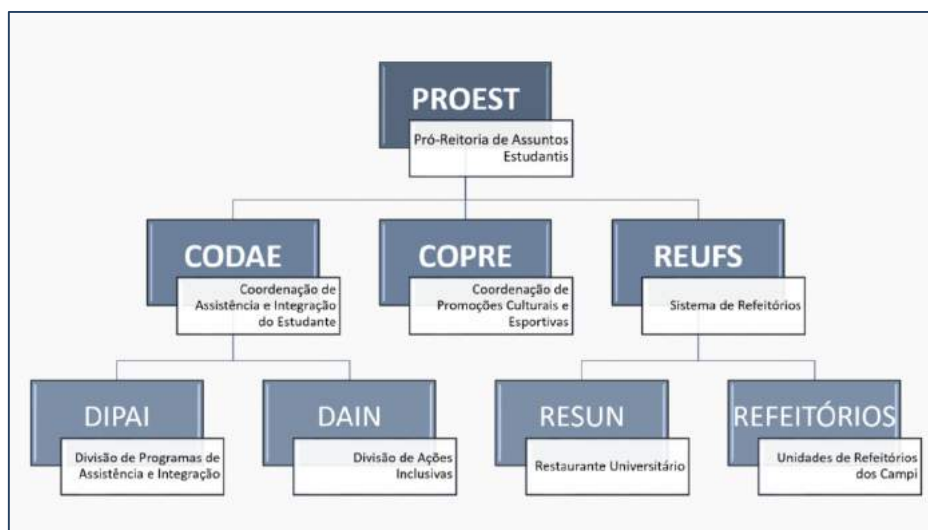 PROEST
Pró-Reitoria de Assuntos
Estudantis
CODAE
Coordenação de
Assistência e Integração
do Estudante
COPRE
Coordenação de
Promoções Culturais e
Esportivas
REUFS
Sistema de Refeitórios
DIPAI
Divisão de Programas de
Assistência e Integração
DAIN
Divisão de Ações
Inclusivas
RESUN
Restaurante Universitário
REFEITÓRIOS
Unidades de Refeitórios
dos Campi